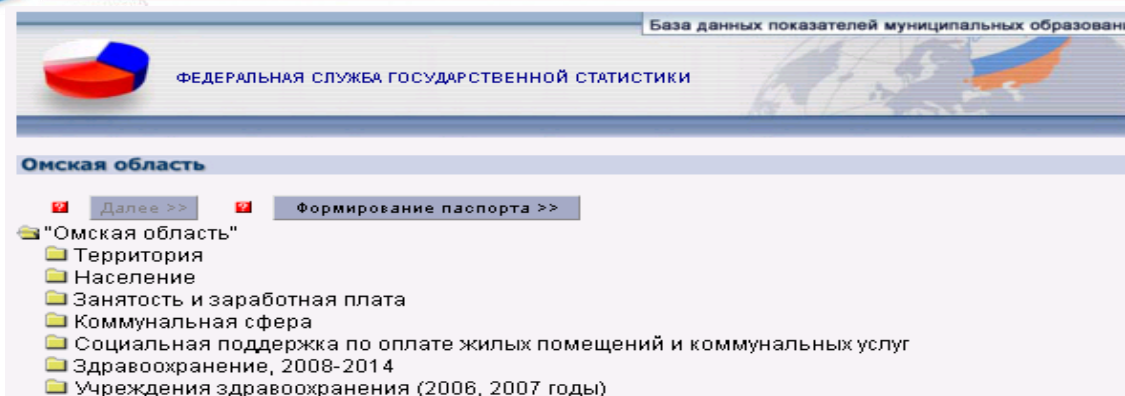 База данных показателей муниципальных образован
ФЕДЕРАЛЬНАЯ СЛУЖБА ГОСУДАРСТВЕННОЙ СТАТИСТИКИ
Омская область
Далее >>
Формирование паспорта >>
"Омская область"
Территория
Население
Занятость и заработная плата
Коммунальная сфера
Социальная поддержка по оплате жилых помещений и коммунальных услуг
Здравоохранение, 2008-2014
Учреждения здравоохранения (2006, 2007 годы)